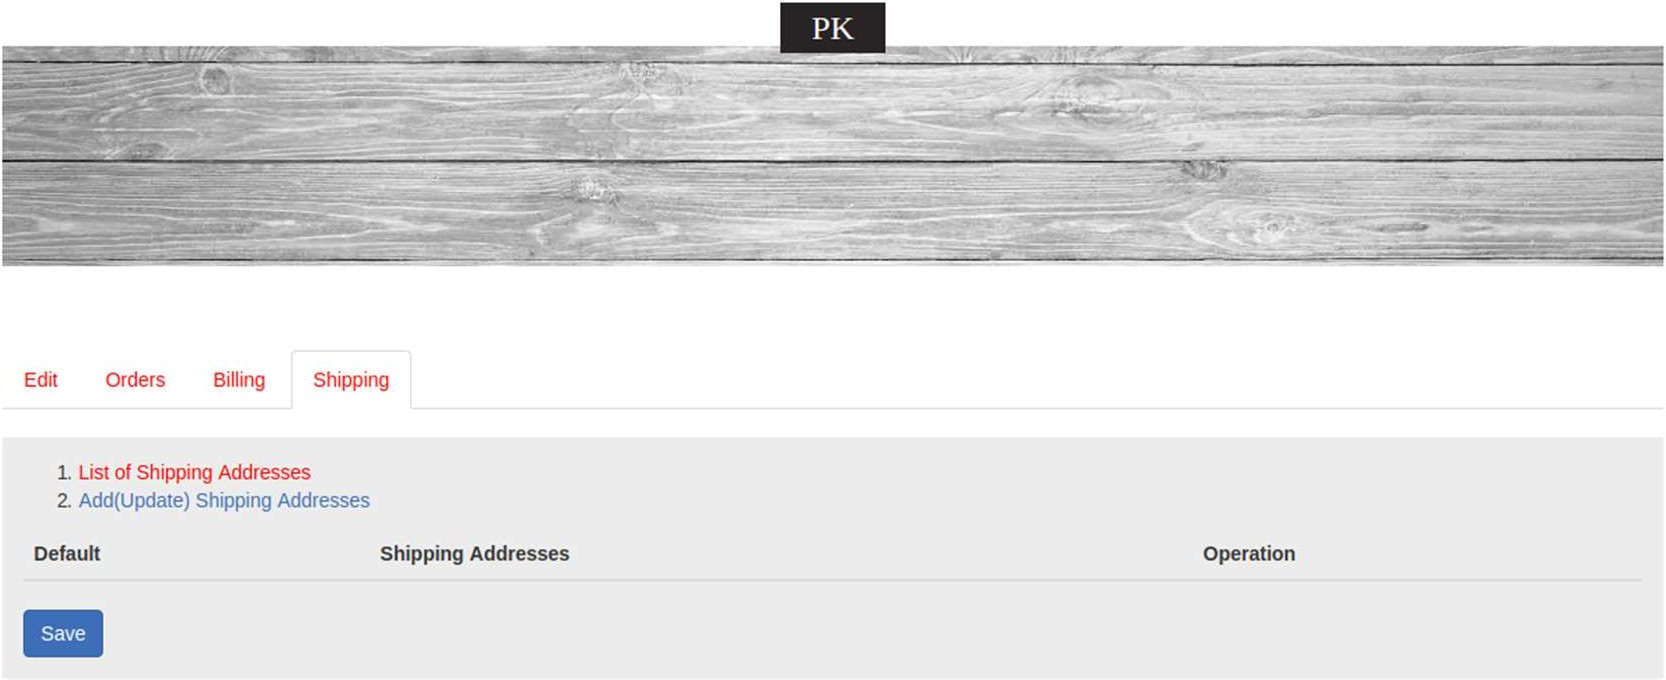 PK
Edit Orders Billing Shipping
1. List of Shipping Addresses
2. Add(Update) Shipping Addresses
Default Shipping Addresses Operation
Save